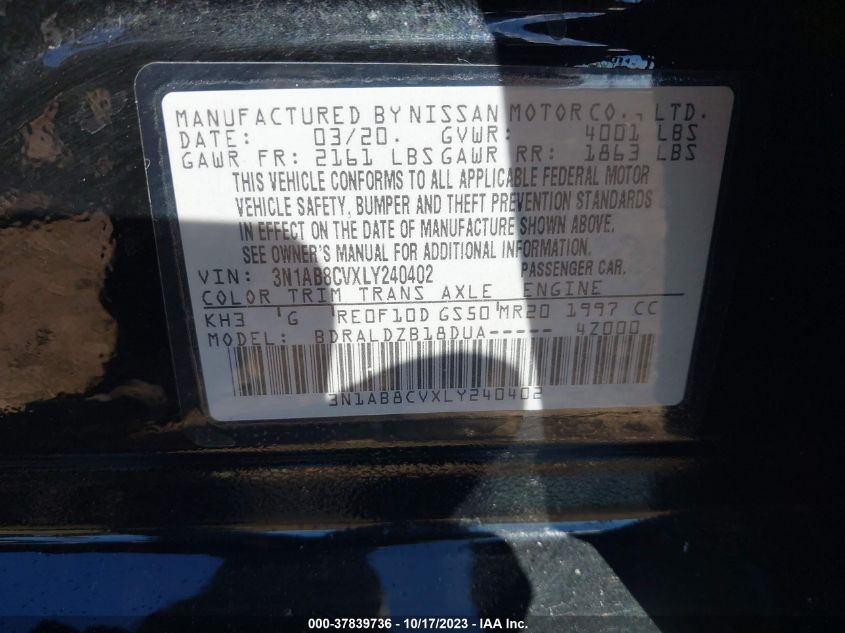 MANUFACTURED BY NISSAN MOTOR CO., LTD.
DATE: 03/20. GVWR: 4001 LBS
GAWR FR: 2161 LBS GAWR RR: 1863 LBS
THIS VEHICLE CONFORMS TO ALL APPLICABLE FEDERAL MOTOR
VEHICLE SAFETY, BUMPER AND THEFT PREVENTION STANDARDS
IN EFFECT ON THE DATE OF MANUFACTURE SHOWN ABOVE.
SEE OWNER'S MANUAL FOR ADDITIONAL INFORMATION.
VIN: 3N1AB8CVXLY240402 PASSENGER CAR.
COLOR TRIM TRANS AXLE ENGINE
KH3 'G 'RE0F10D GS50'MR20 1997 CC
MODEL: BDRALDZB18DUA----- 4Z000
3N1AB8CVXLY240402
000-37839736 - 10/17/2023 - IAA Inc.